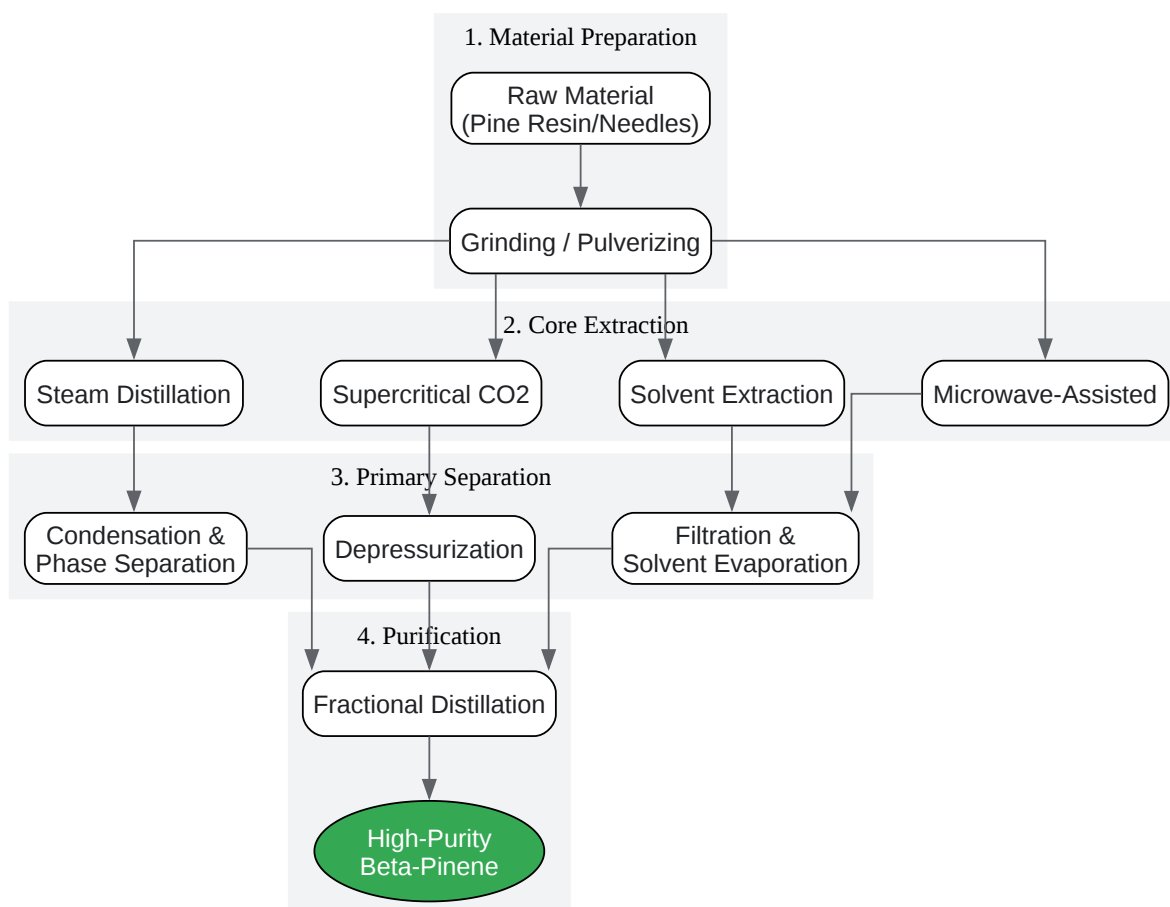 1. Material Preparation
Raw Material
(Pine Resin/Needles)
Grinding / Pulverizing
2. Core Extraction
Steam Distillation
Supercritical CO2
Solvent Extraction
Microwave-Assisted
3. Primary Separation
Condensation &
Phase Separation
Depressurization
Filtration &
Solvent Evaporation
4. Purification
Fractional Distillation
High-Purity
Beta-Pinene